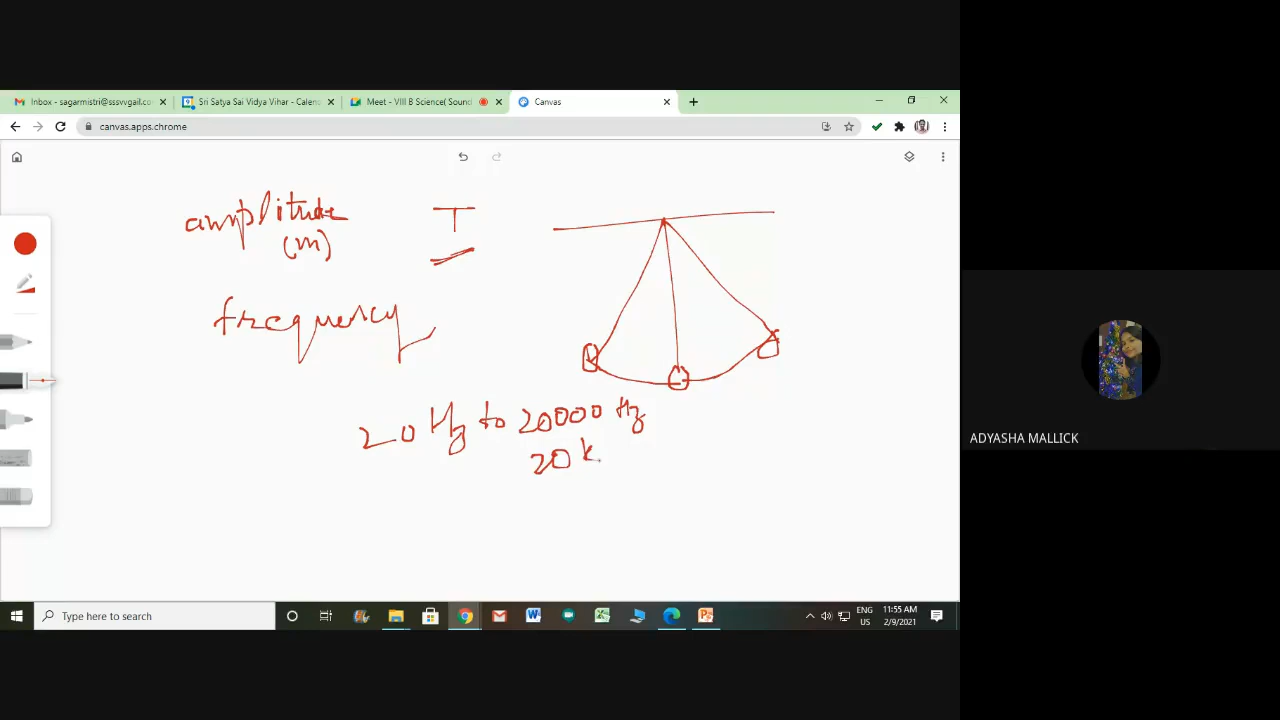 Inbox - sagarmistri@sssvvgail.co
Sri Satya Sai Vidya Vihar - Calen
Meet - VIII B Science( Sound
Canvas
canvas.apps.chrome
amplitude T
(m)
frequency
20 Hz to 20000 Hz
20 k
ADYASHA MALLICK
Type here to search
ENG
US
11:55 AM
2/9/2021